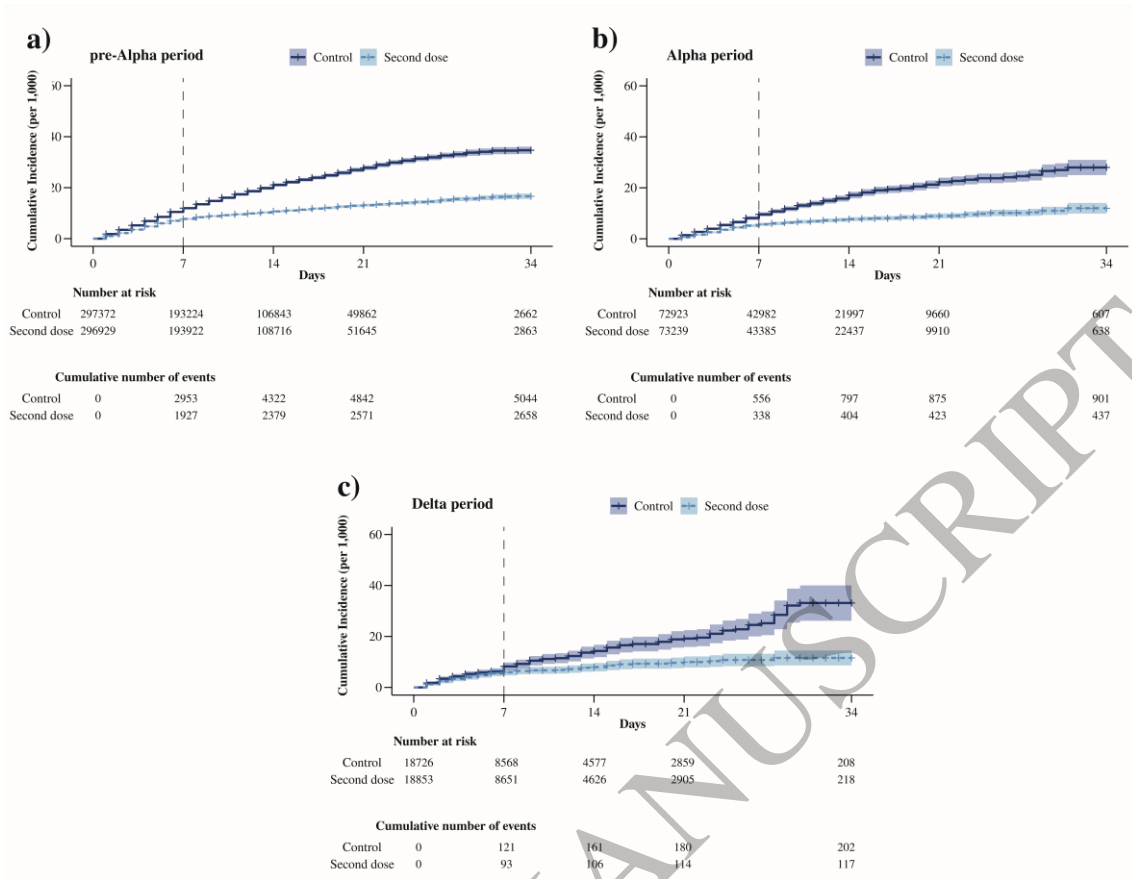 a)
pre-Alpha period
Control Second dose
Cumulative Incidence (per 1,000)
60
40
20
0
0 7 14 21 34
Days
Number at risk
Control 297372 193224 106843 49862 2662
Second dose 296929 193922 108716 51645 2863
Cumulative number of events
Control 0 2953 4322 4842 5044
Second dose 0 1927 2379 2571 2658
b)
Alpha period
Control Second dose
Cumulative Incidence (per 1,000)
60
40
20
0
0 7 14 21 34
Days
Number at risk
Control 72923 42982 21997 9660 607
Second dose 73239 43385 22437 9910 638
Cumulative number of events
Control 0 556 797 875 901
Second dose 0 338 404 423 437
c)
Delta period
Control Second dose
Cumulative Incidence (per 1,000)
60
40
20
0
0 7 14 21 34
Days
Number at risk
Control 18726 8568 4577 2859 208
Second dose 18853 8651 4626 2905 218
Cumulative number of events
Control 0 121 161 180 202
Second dose 0 93 106 114 117
MANUSCRIPT